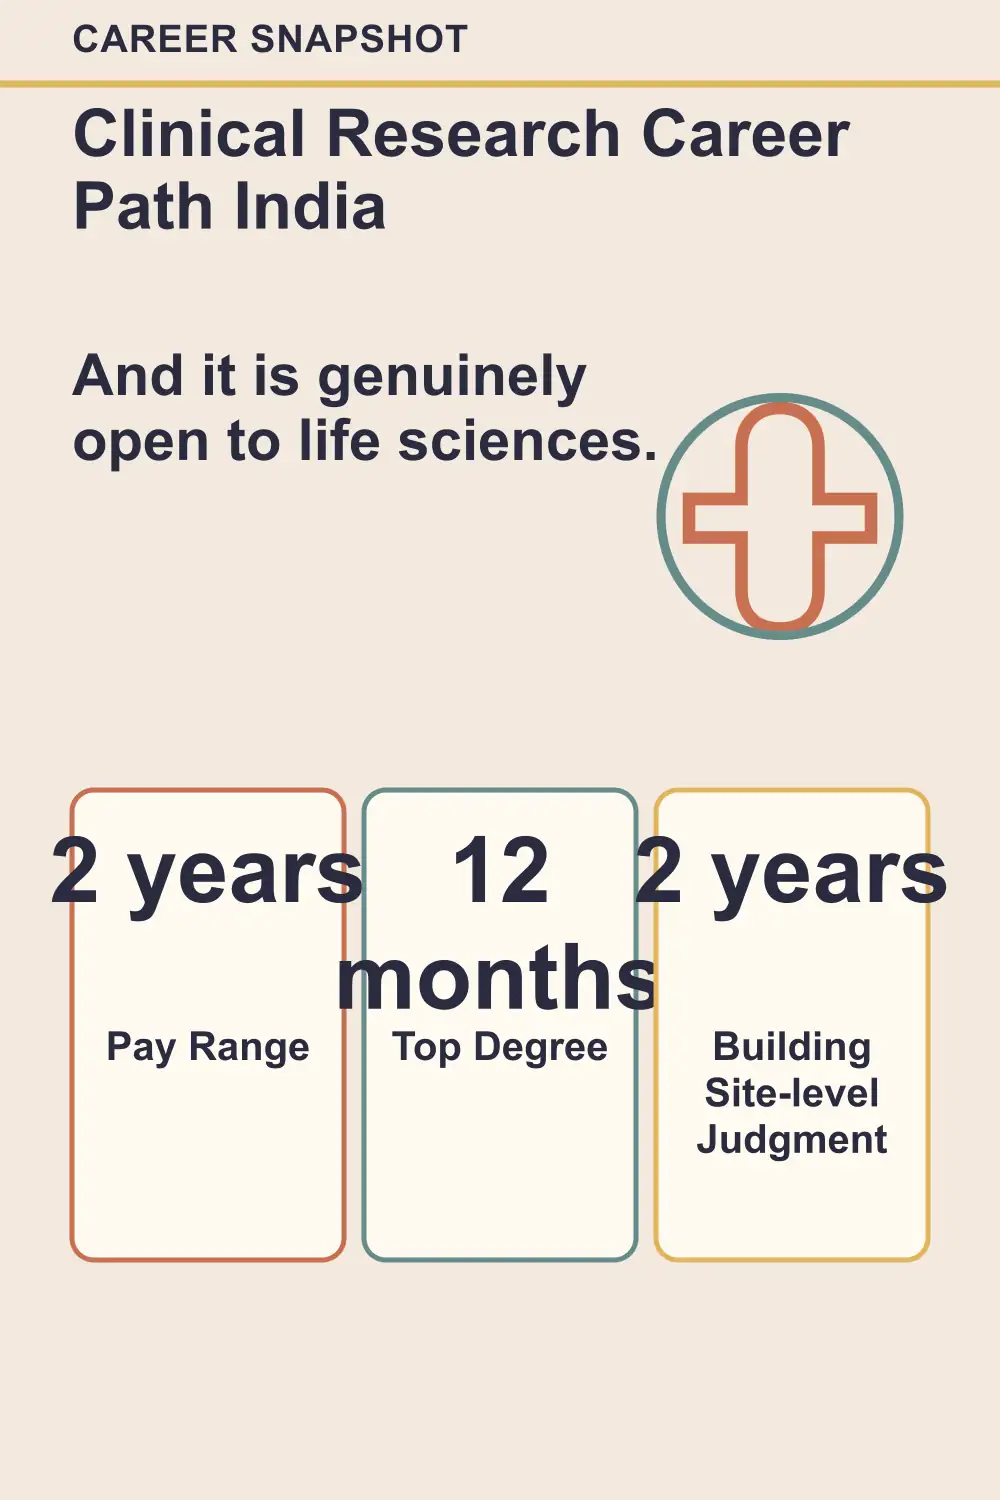 CAREER SNAPSHOT
Clinical Research Career
Path India
And it is genuinely
open to life sciences.
2 years
Pay Range
12
months
Top Degree
2 years
Building
Site-level
Judgment